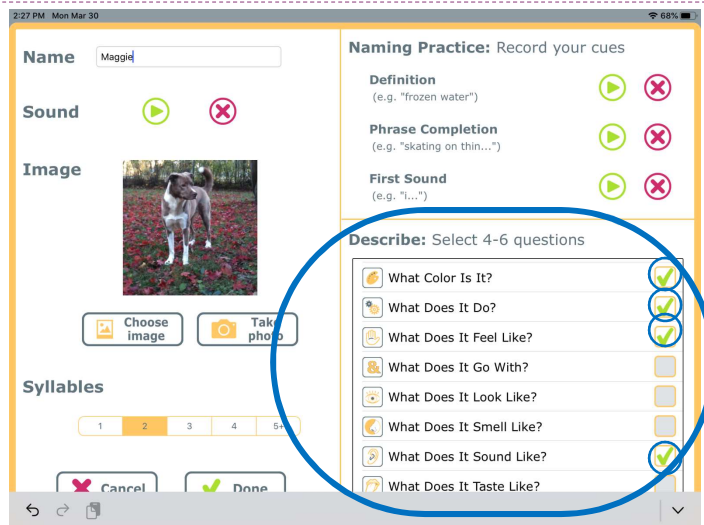 2:27 PM Mon Mar 30
68%
Name
Maggie
Sound
Image
Choose image
Take photo
Syllables
1 2 3 4 5+
Cancel
Done
Naming Practice: Record your cues
Definition
(e.g. "frozen water")
Phrase Completion
(e.g. "skating on thin...")
First Sound
(e.g. "i...")
Describe: Select 4-6 questions
What Color Is It?
What Does It Do?
What Does It Feel Like?
& What Does It Go With?
What Does It Look Like?
What Does It Smell Like?
What Does It Sound Like?
What Does It Taste Like?